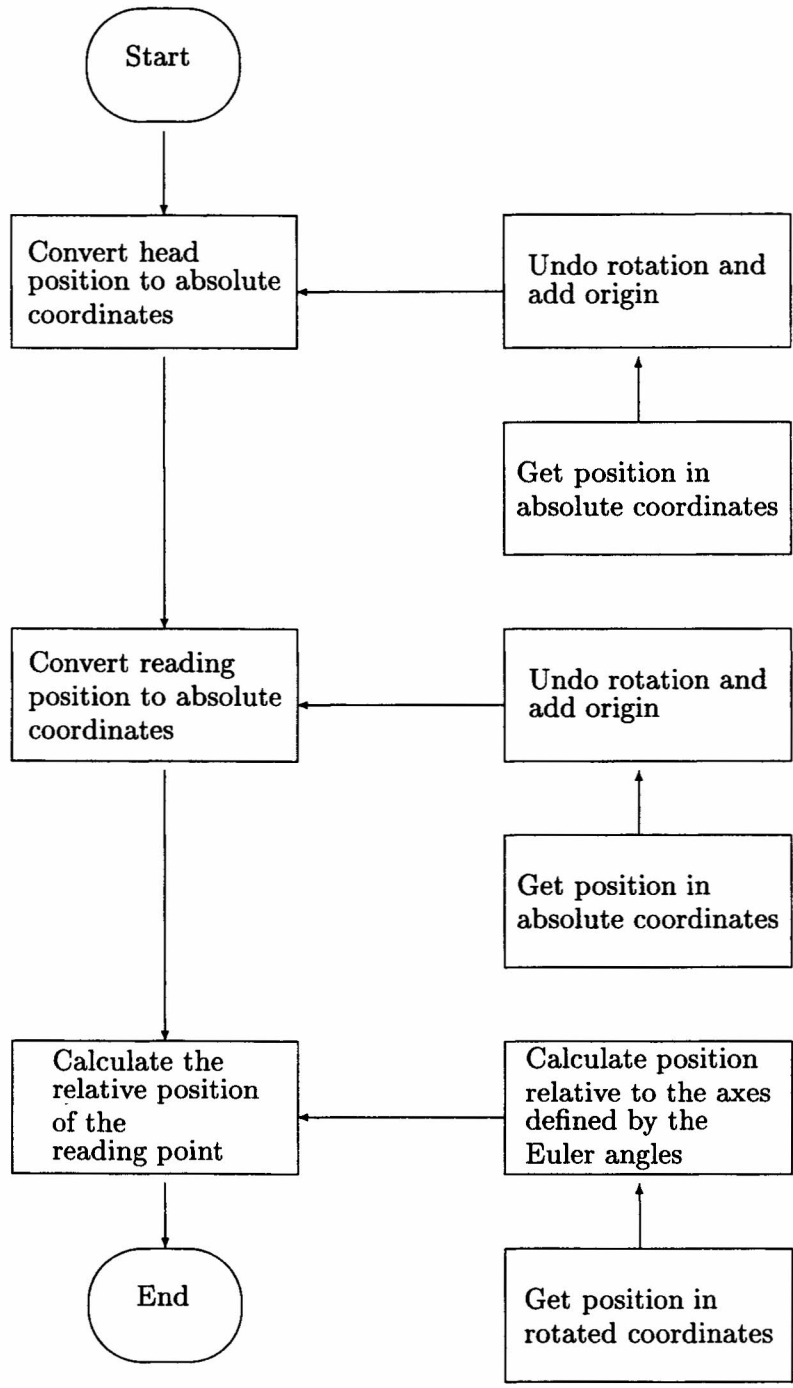 Start
Convert head
position to absolute
coordinates
Undo rotation and
add origin
Get position in
absolute coordinates
Convert reading
position to absolute
coordinates
Undo rotation and
add origin
Get position in
absolute coordinates
Calculate the
relative position
of the
reading point
Calculate position
relative to the axes
defined by the
Euler angles
End
Get position in
rotated coordinates